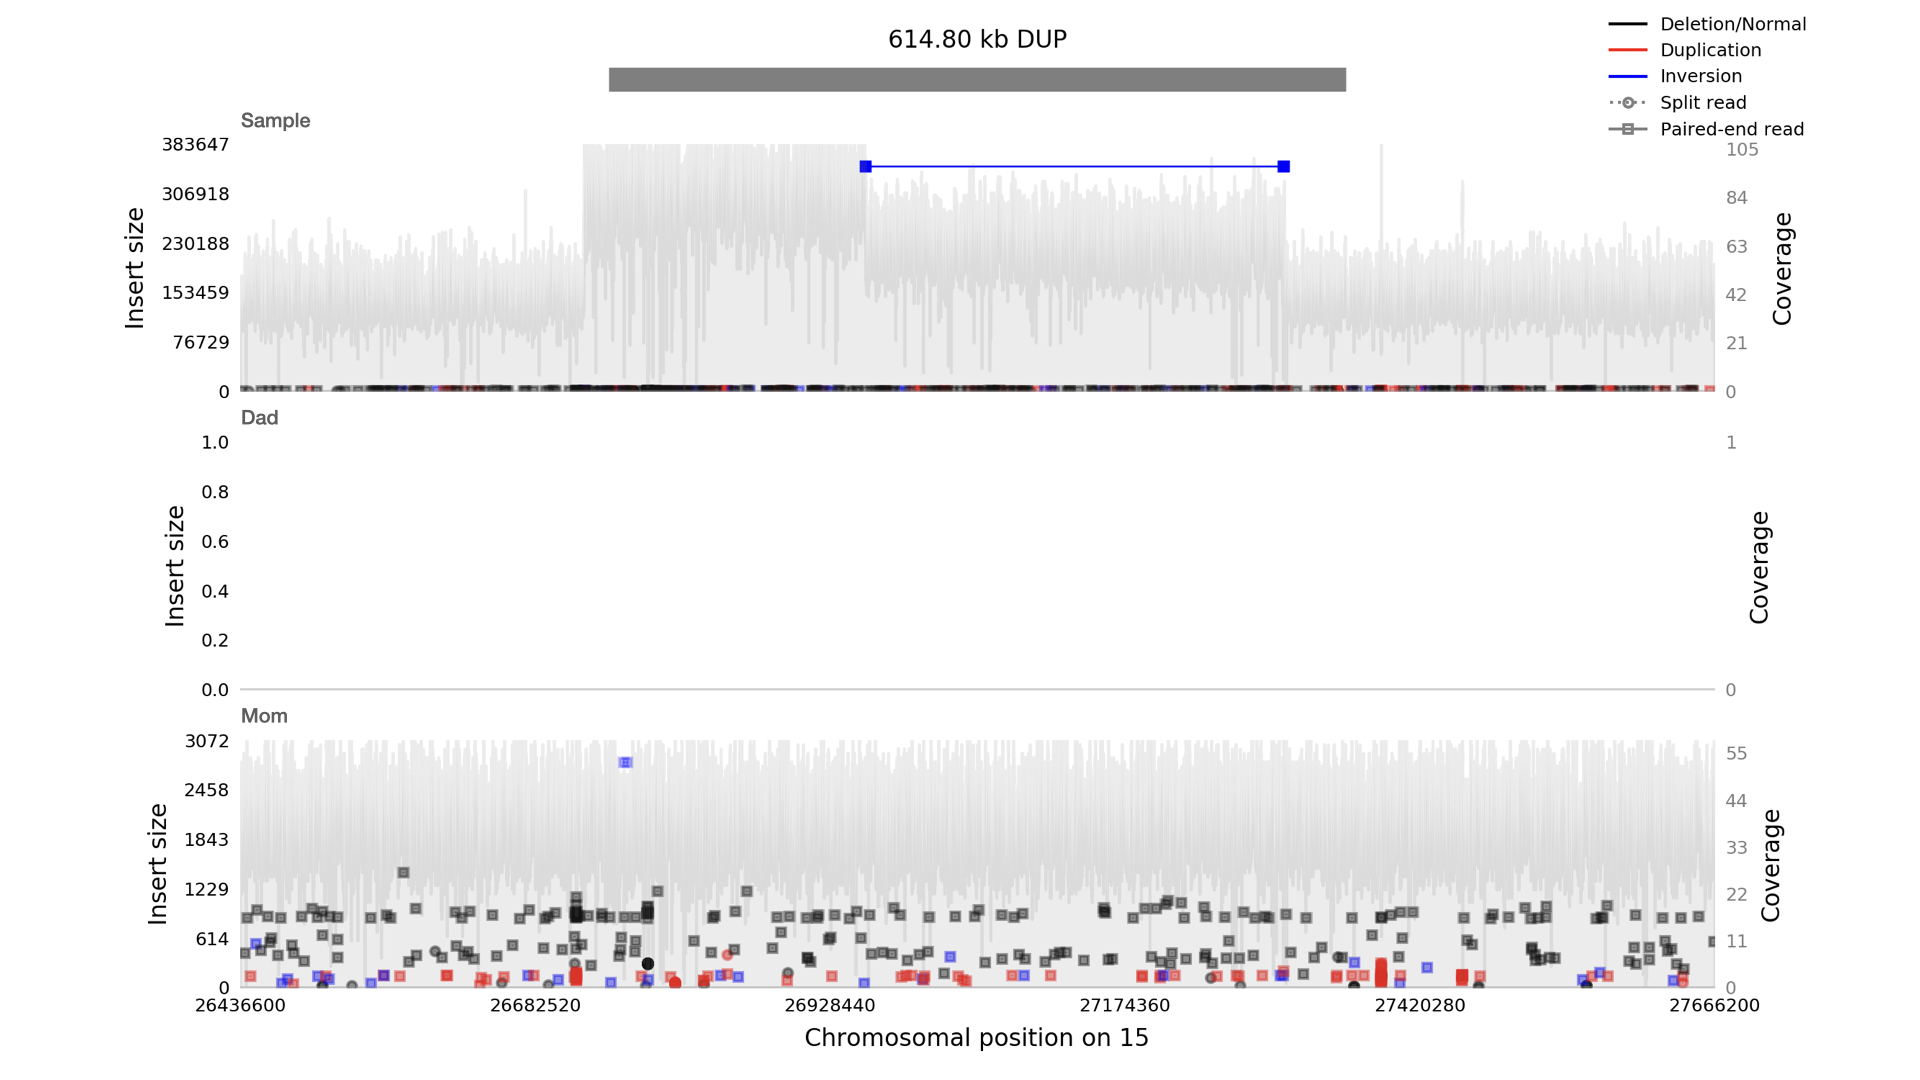 614.80 kb DUP
Deletion/Normal
Duplication
Inversion
Split read
Paired-end read
Sample
383647
306918
230188
153459
76729
0
Insert size
105
84
63
42
21
0
Coverage
Dad
1.0
0.8
0.6
0.4
0.2
0.0
Insert size
1
0
Coverage
Mom
3072
2458
1843
1229
614
0
Insert size
55
44
33
22
11
0
Coverage
26436600 26682520 26928440 27174360 27420280 27666200
Chromosomal position on 15